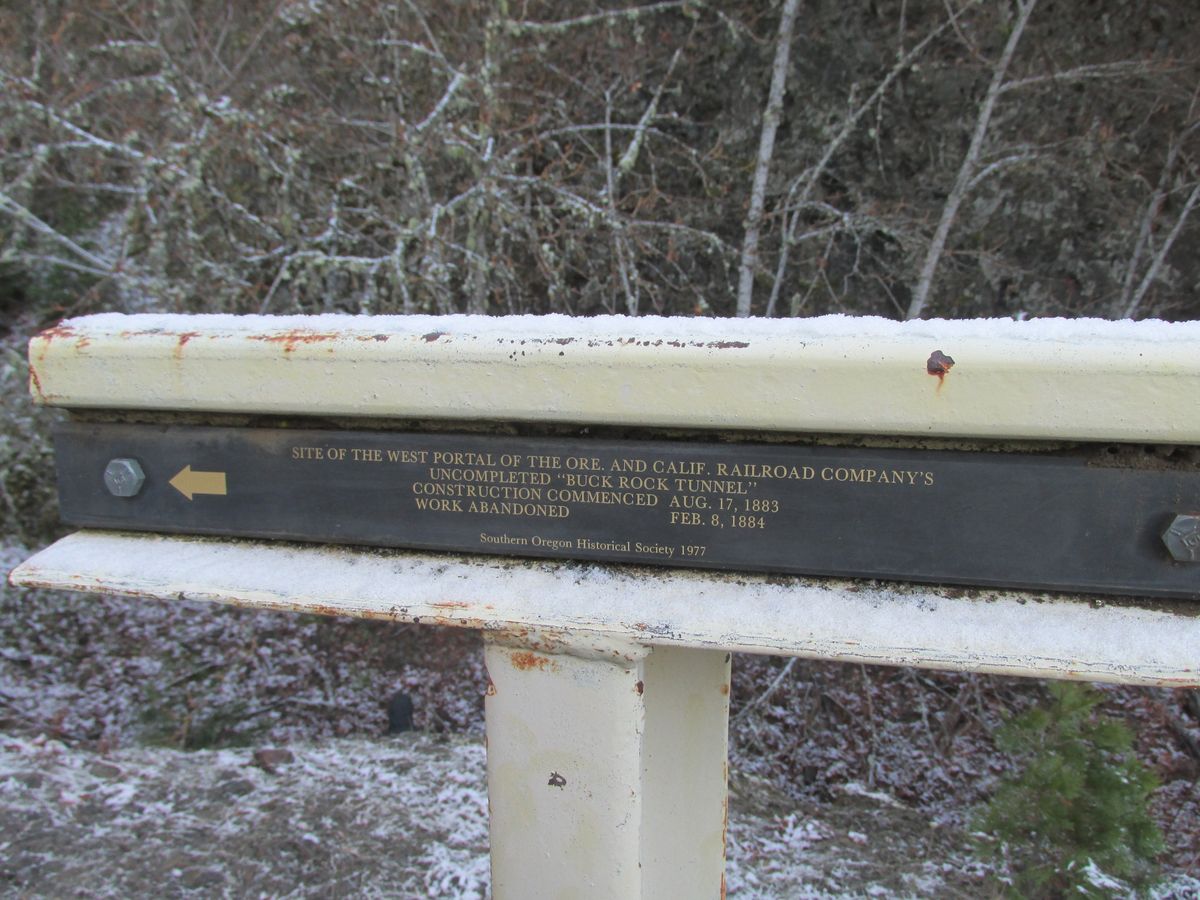 SITE OF THE WEST PORTAL OF THE ORE. AND CALIF. RAILROAD COMPANY'S
UNCOMPLETED "BUCK ROCK TUNNEL"
CONSTRUCTION COMMENCED AUG. 17, 1883
WORK ABANDONED FEB. 8, 1884
Southern Oregon Historical Society 1977